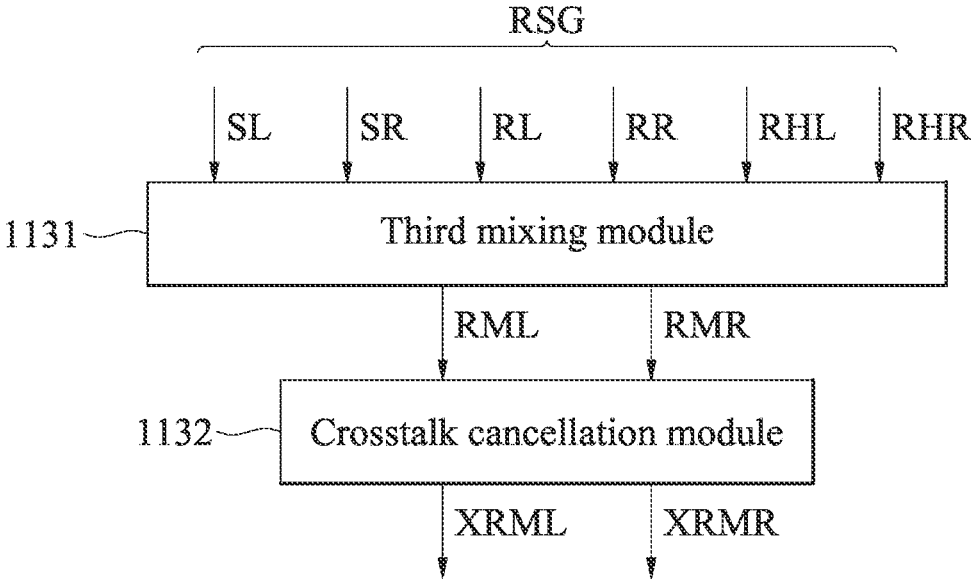 RSG
SL SR RL RR RHL RHR
1131 Third mixing module
RML RMR
1132 Crosstalk cancellation module
XRML XRMR